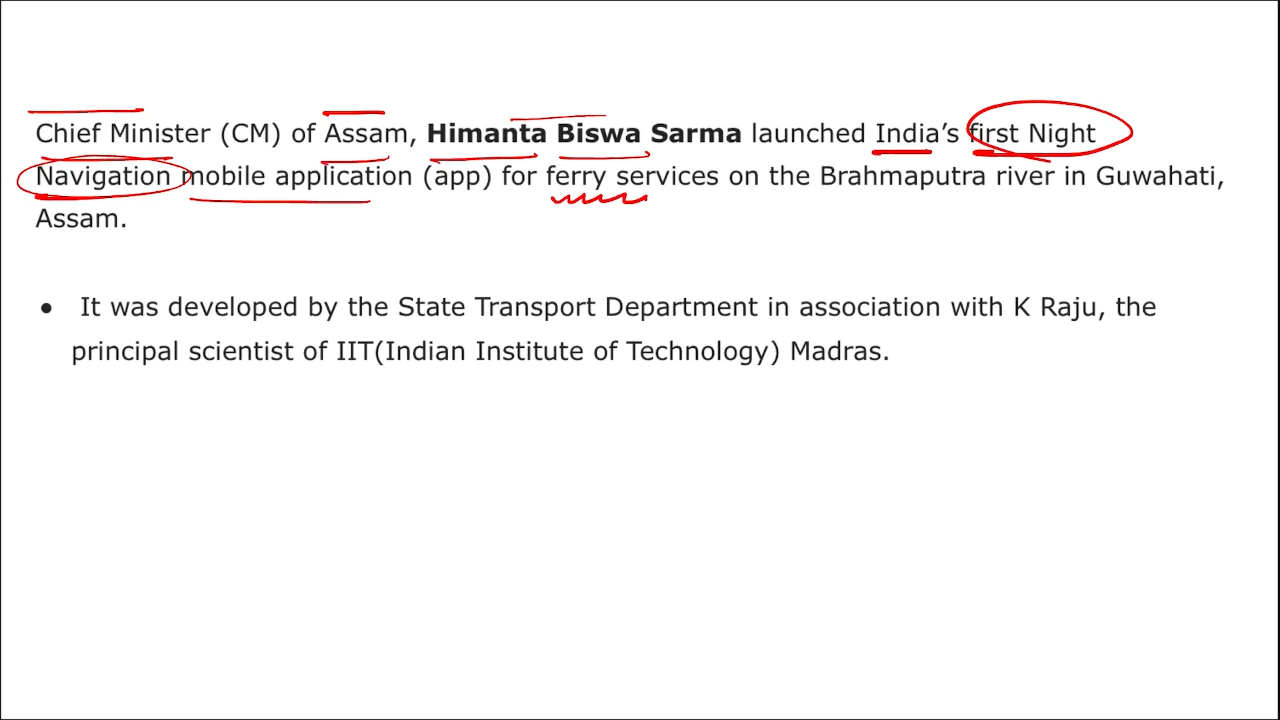 Chief Minister (CM) of Assam, Himanta Biswa Sarma launched India’s first Night
Navigation mobile application (app) for ferry services on the Brahmaputra river in Guwahati,
Assam.
● It was developed by the State Transport Department in association with K Raju, the
principal scientist of IIT(Indian Institute of Technology) Madras.